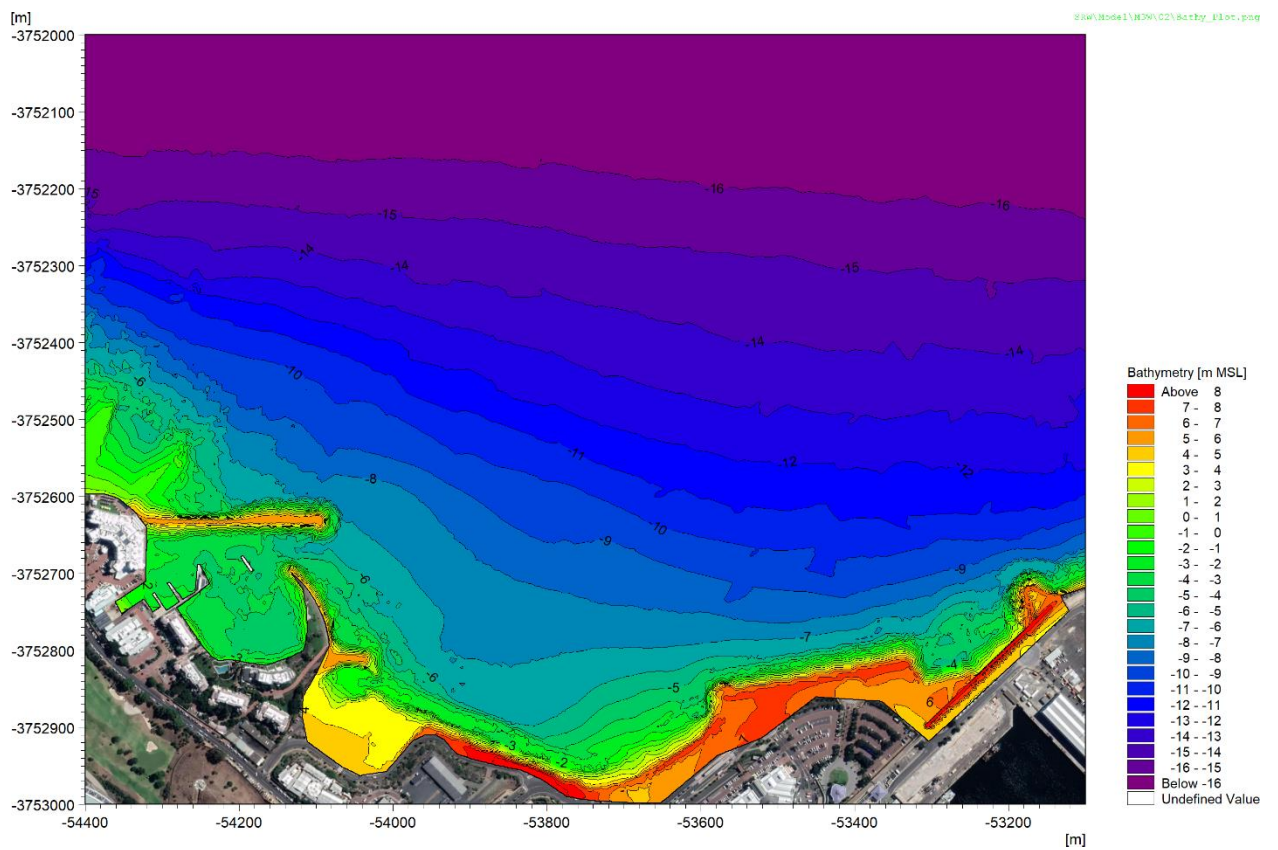 [m]
-3752000
-3752100
-3752200
-3752300
-3752400
-3752500
-3752600
-3752700
-3752800
-3752900
-3753000
-54400 -54200 -54000 -53800 -53600 -53400 -53200
[m]
-16
-16
-15
-15
-15
-14
-14
-14
-14
-12
-12
-11
-10
-10
-9
-9
-8
-7
-6
-6
-6
-5
-4
-3
-2
6
Bathymetry [m MSL]
Above 8
7 - 8
6 - 7
5 - 6
4 - 5
3 - 4
2 - 3
1 - 2
0 - 1
-1 - 0
-2 - -1
-3 - -2
-4 - -3
-5 - -4
-6 - -5
-7 - -6
-8 - -7
-9 - -8
-10 - -9
-11 - -10
-12 - -11
-13 - -12
-14 - -13
-15 - -14
-16 - -15
Below -16
Undefined Value